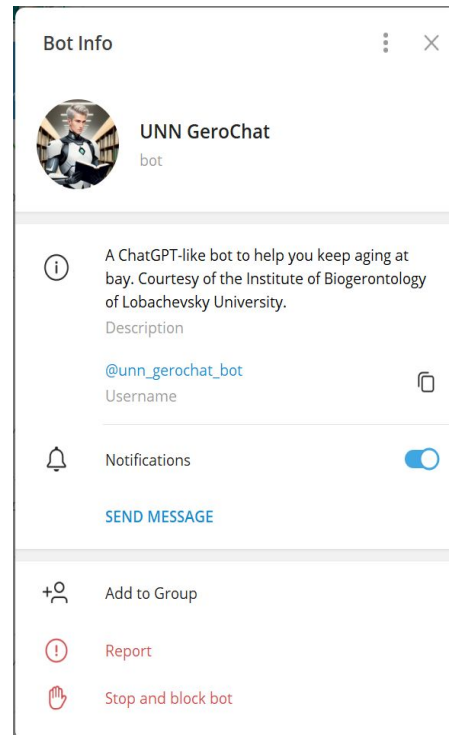 Bot Info
UNN GeroChat
bot
A ChatGPT-like bot to help you keep aging at
bay. Courtesy of the Institute of Biogerontology
of Lobachevsky University.
Description
@unn_gerochat_bot
Username
Notifications
SEND MESSAGE
Add to Group
Report
Stop and block bot